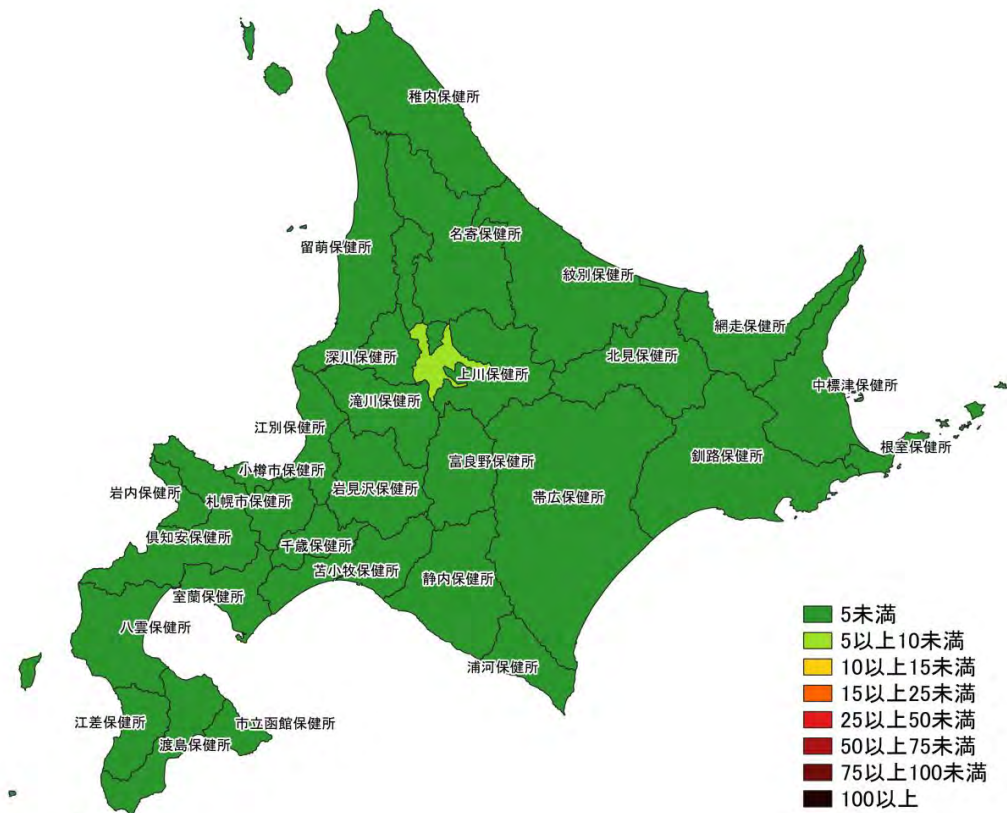 稚内保健所
名寄保健所
留萌保健所
紋別保健所
網走保健所
深川保健所
北見保健所
上川保健所
中標津保健所
滝川保健所
江別保健所
根室保健所
釧路保健所
富良野保健所
小樽市保健所
岩見沢保健所
岩内保健所
札幌市保健所
帯広保健所
倶知安保健所
千歳保健所
苫小牧保健所
静内保健所
室蘭保健所
八雲保健所
浦河保健所
江差保健所
市立函館保健所
渡島保健所
5未満
5以上10未満
10以上15未満
15以上25未満
25以上50未満
50以上75未満
75以上100未満
100以上